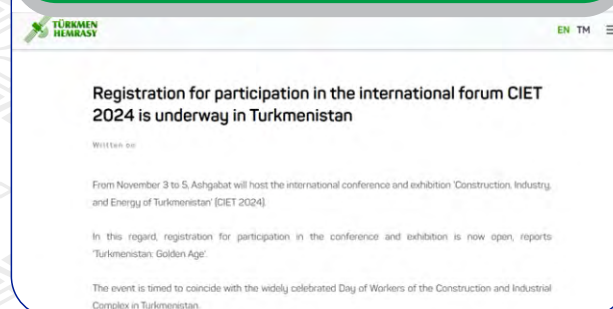 TÜRKMEN
HEMRASY
EN TM
Registration for participation in the international forum CIET
2024 is underway in Turkmenistan
Written on
From November 3 to 5, Ashgabat will host the international conference and exhibition 'Construction, Industry,
and Energy of Turkmenistan' (CIET 2024).
In this regard, registration for participation in the conference and exhibition is now open, reports
'Turkmenistan: Golden Age'.
The event is timed to coincide with the widely celebrated Day of Workers of the Construction and Industrial
Complex in Turkmenistan.